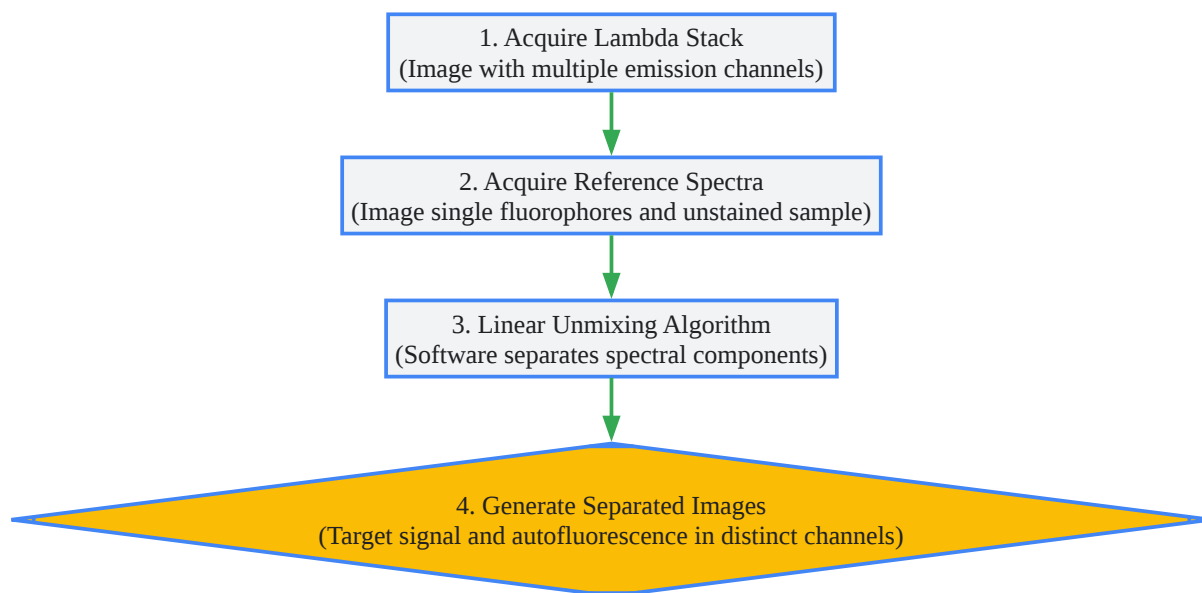 1. Acquire Lambda Stack
(Image with multiple emission channels)
2. Acquire Reference Spectra
(Image single fluorophores and unstained sample)
3. Linear Unmixing Algorithm
(Software separates spectral components)
4. Generate Separated Images
(Target signal and autofluorescence in distinct channels)